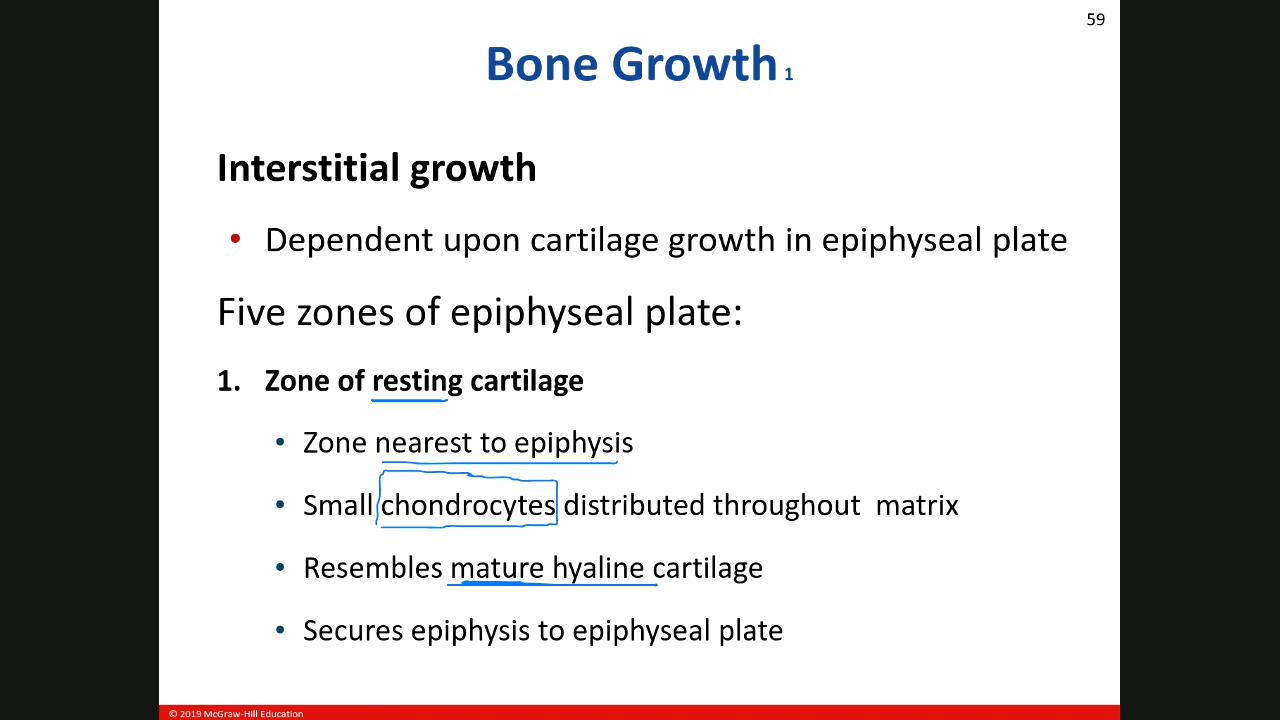 59
Bone Growth 1
Interstitial growth
• Dependent upon cartilage growth in epiphyseal plate
Five zones of epiphyseal plate:
1. Zone of resting cartilage
• Zone nearest to epiphysis
• Small chondrocytes distributed throughout matrix
• Resembles mature hyaline cartilage
• Secures epiphysis to epiphyseal plate
© 2019 McGraw-Hill Education